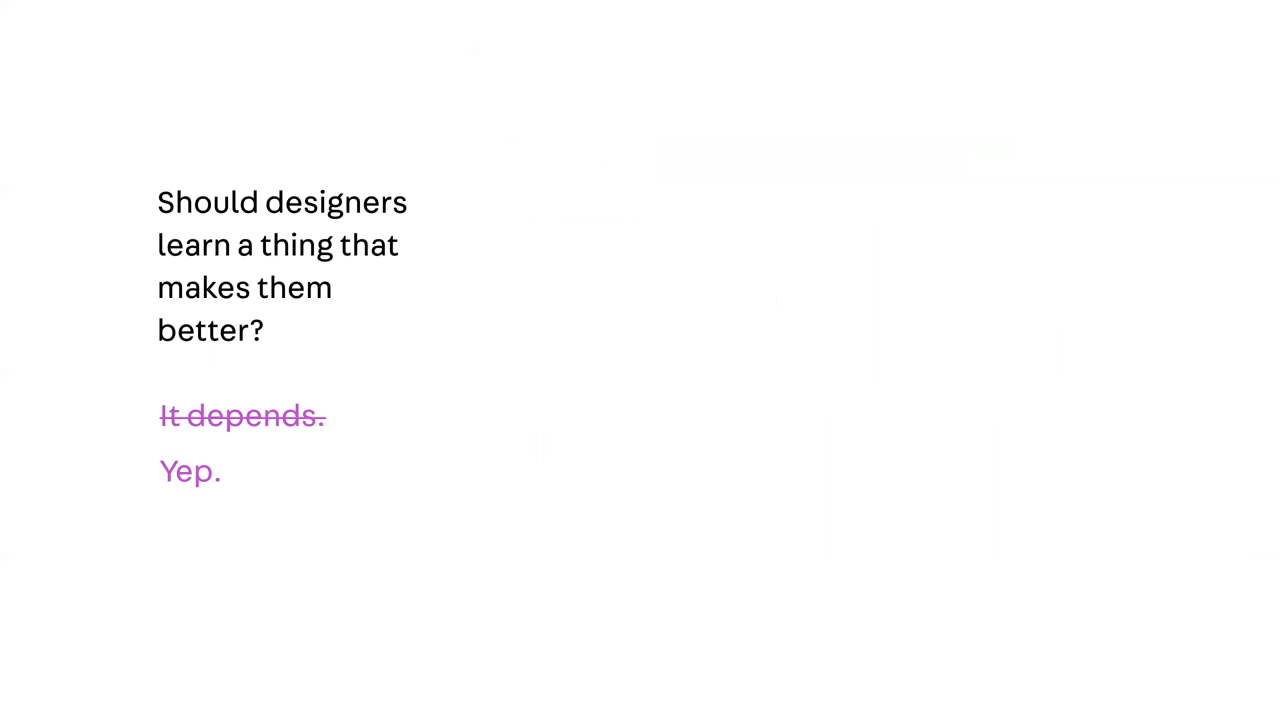 Should designers
learn a thing that
makes them
better?
It depends.
Yep.